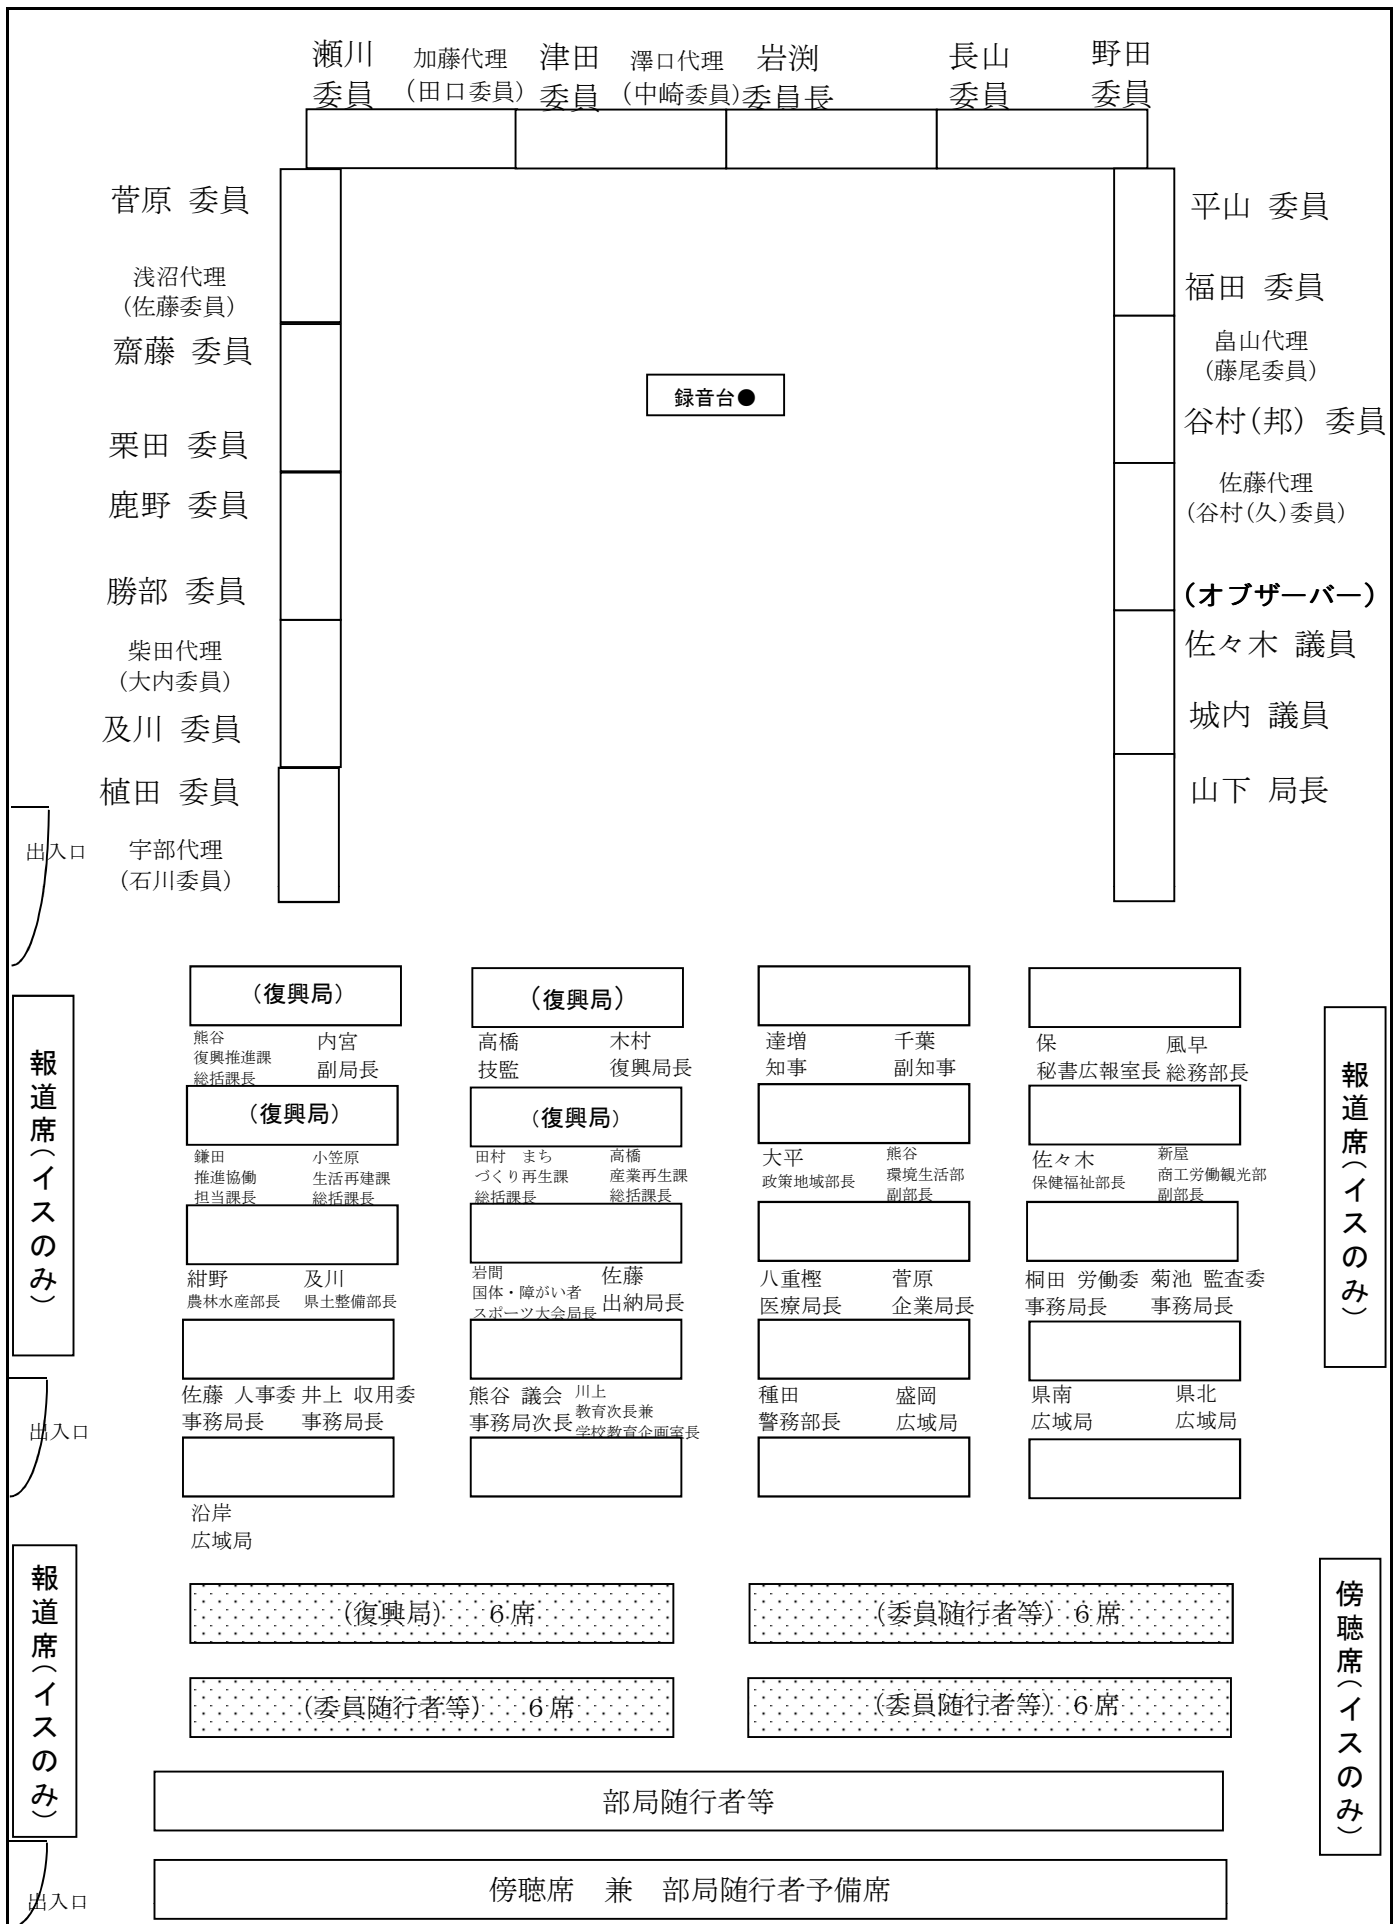 瀬川
委員
加藤代理
(田口委員)
津田
委員
澤口代理
(中崎委員)
岩渕
委員長
長山
委員
野田
委員
菅原 委員
浅沼代理
(佐藤委員)
齋藤 委員
栗田 委員
鹿野 委員
勝部 委員
柴田代理
(大内委員)
及川 委員
植田 委員
宇部代理
(石川委員)
録音台●
平山 委員
福田 委員
畠山代理
(藤尾委員)
谷村(邦) 委員
佐藤代理
(谷村(久)委員)
(オブザーバー)
佐々木 議員
城内 議員
山下 局長
出入口
(復興局)
(復興局)
熊谷
復興推進課
総括課長
内宮
副局長
高橋
技監
木村
復興局長
達増
知事
千葉
副知事
保
秘書広報室長
風早
総務部長
(復興局)
(復興局)
鎌田
推進協働
担当課長
小笠原
生活再建課
総括課長
田村 まち
づくり再生課
総括課長
高橋
産業再生課
総括課長
大平
政策地域部長
熊谷
環境生活部
副部長
佐々木
保健福祉部長
新屋
商工労働観光部
副部長
紺野
農林水産部長
及川
県土整備部長
岩間
国体・障がい者
スポーツ大会局長
佐藤
出納局長
八重樫
医療局長
菅原
企業局長
桐田 労働委
事務局長
菊池 監査委
事務局長
佐藤 人事委
事務局長
井上 収用委
事務局長
熊谷 議会
事務局次長
川上
教育次長兼
学校教育企画室長
種田
警務部長
盛岡
広域局
県南
広域局
県北
広域局
沿岸
広域局
報道席(イスのみ)
報道席(イスのみ)
出入口
報道席(イスのみ)
傍聴席(イスのみ)
(復興局) 6席
(委員随行者等) 6席
(委員随行者等) 6席
(委員随行者等) 6席
部局随行者等
傍聴席 兼 部局随行者予備席
出入口